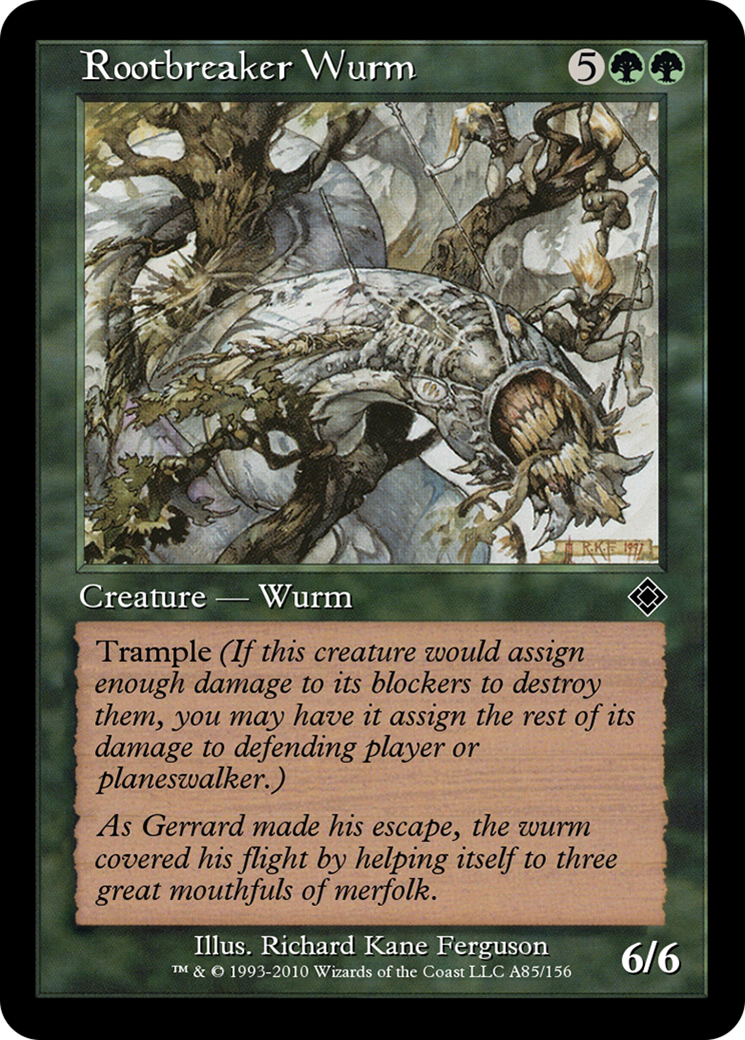 Rootbreaker Wurm 5
R.K.F 1997
Creature — Wurm
Trample (If this creature would assign
enough damage to its blockers to destroy
them, you may have it assign the rest of its
damage to defending player or
planeswalker.)
As Gerrard made his escape, the wurm
covered his flight by helping itself to three
great mouthfuls of merfolk.
Illus. Richard Kane Ferguson
™ & © 1993-2010 Wizards of the Coast LLC A85/156
6/6